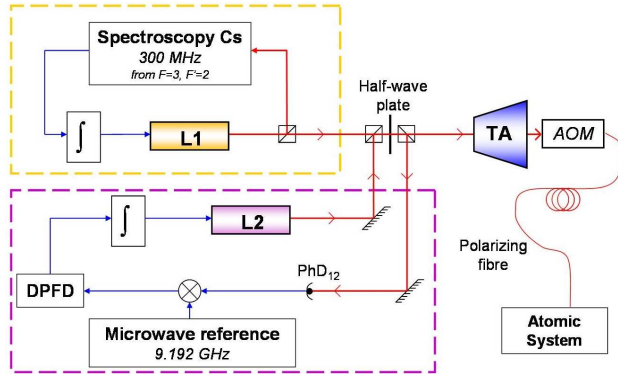 Spectroscopy Cs
300 MHz
from F=3, F'=2
∫
L1
Half-wave
plate
TA
AOM
∫
L2
Polarizing
fibre
PhD12
DPFD
Microwave reference
9.192 GHz
Atomic
System